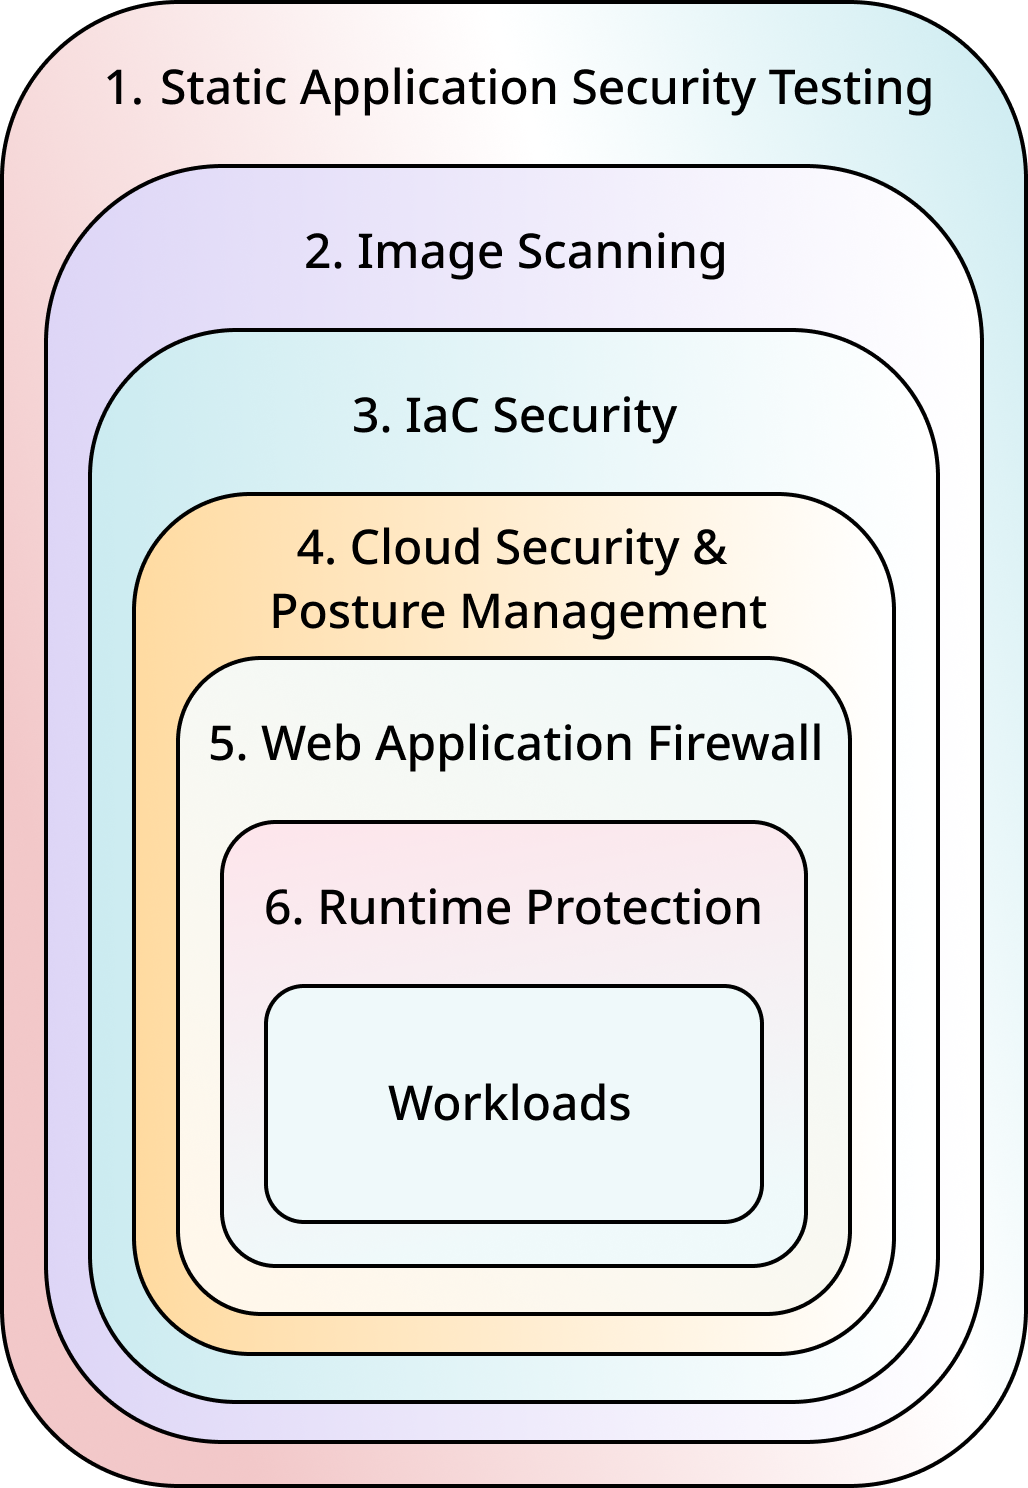 1. Static Application Security Testing
2. Image Scanning
3. IaC Security
4. Cloud Security &
Posture Management
5. Web Application Firewall
6. Runtime Protection
Workloads